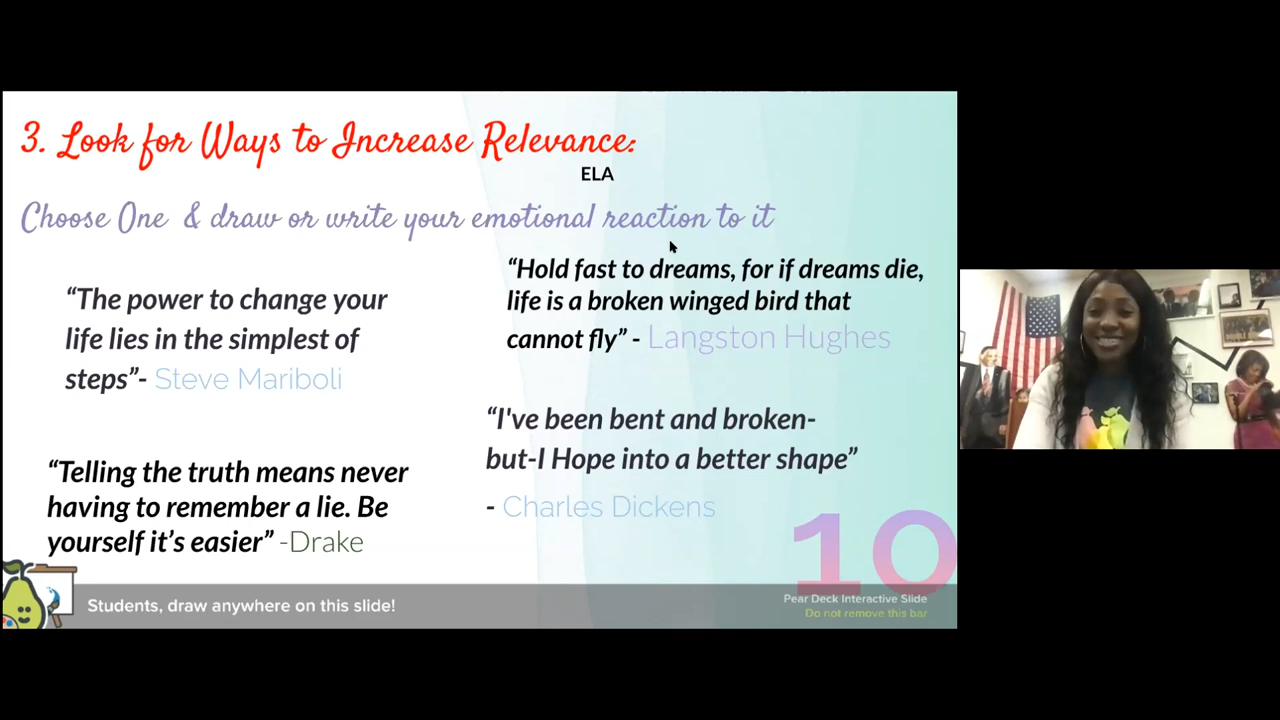 3. Look for Ways to Increase Relevance:
ELA
Choose One & draw or write your emotional reaction to it
“The power to change your
life lies in the simplest of
steps”- Steve Mariboli
“Hold fast to dreams, for if dreams die,
life is a broken winged bird that
cannot fly” - Langston Hughes
“Telling the truth means never
having to remember a lie. Be
yourself it’s easier” -Drake
“I've been bent and broken-
but-I Hope into a better shape”
- Charles Dickens
10
Students, draw anywhere on this slide!
Pear Deck Interactive Slide
Do not remove this bar